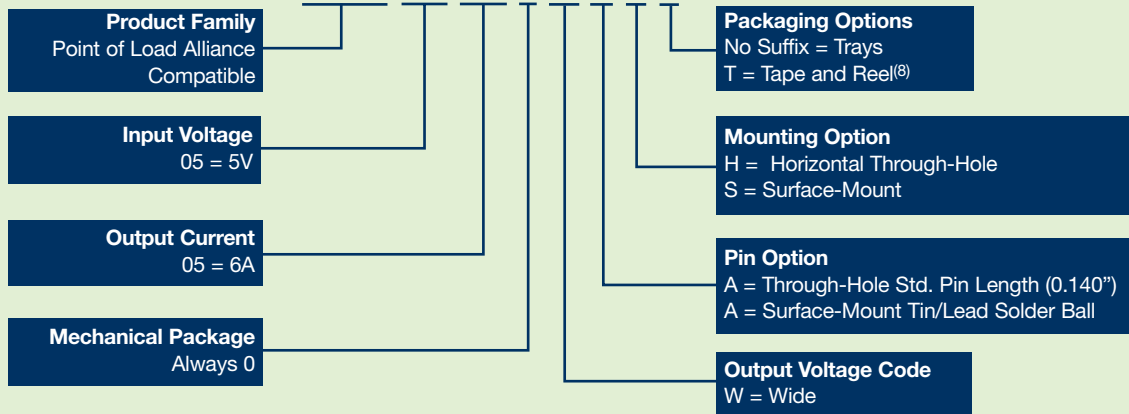 Product Family
Point of Load Alliance
Compatible
Input Voltage
05 = 5V
Output Current
05 = 6A
Mechanical Package
Always 0
Packaging Options
No Suffix = Trays
T = Tape and Reel(8)
Mounting Option
H = Horizontal Through-Hole
S = Surface-Mount
Pin Option
A = Through-Hole Std. Pin Length (0.140”)
A = Surface-Mount Tin/Lead Solder Ball
Output Voltage Code
W = Wide